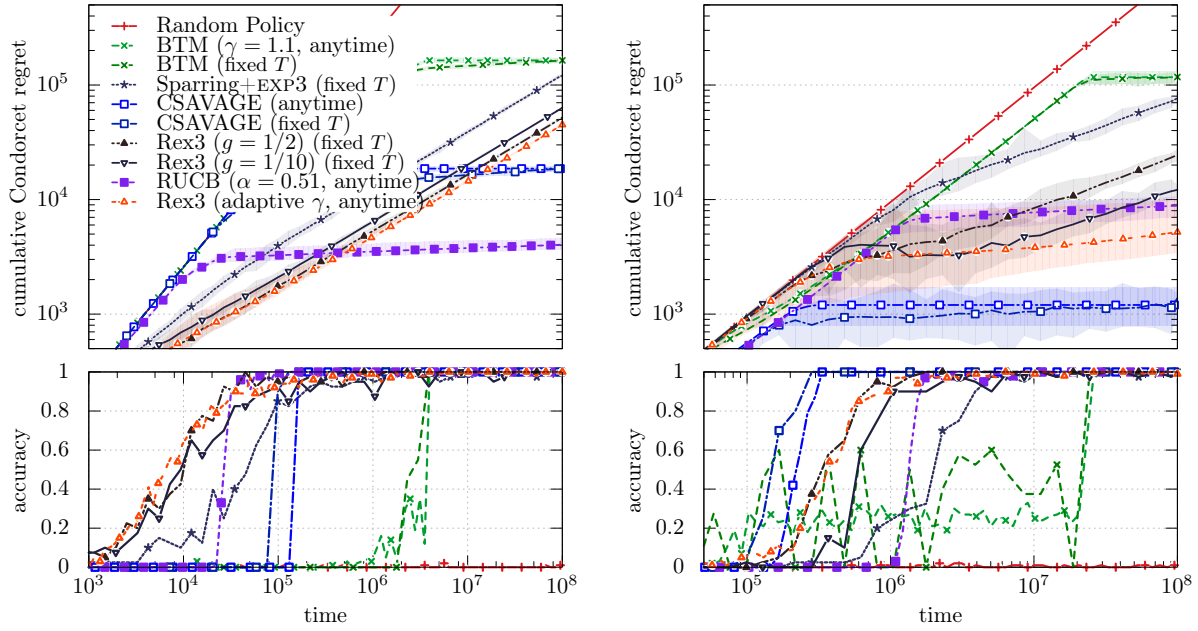 cumulative Condorcet regret
10^5
10^4
10^3
Random Policy
BTM (γ = 1.1, anytime)
BTM (fixed T)
Sparring+EXP3 (fixed T)
CSAVAGE (anytime)
CSAVAGE (fixed T)
Rex3 (g = 1/2) (fixed T)
Rex3 (g = 1/10) (fixed T)
RUCB (α = 0.51, anytime)
Rex3 (adaptive γ, anytime)
accuracy
1
0.8
0.6
0.4
0.2
0
10^3 10^4 10^5 10^6 10^7 10^8
time
cumulative Condorcet regret
10^5
10^4
10^3
accuracy
1
0.8
0.6
0.4
0.2
0
10^5 10^6 10^7 10^8
time